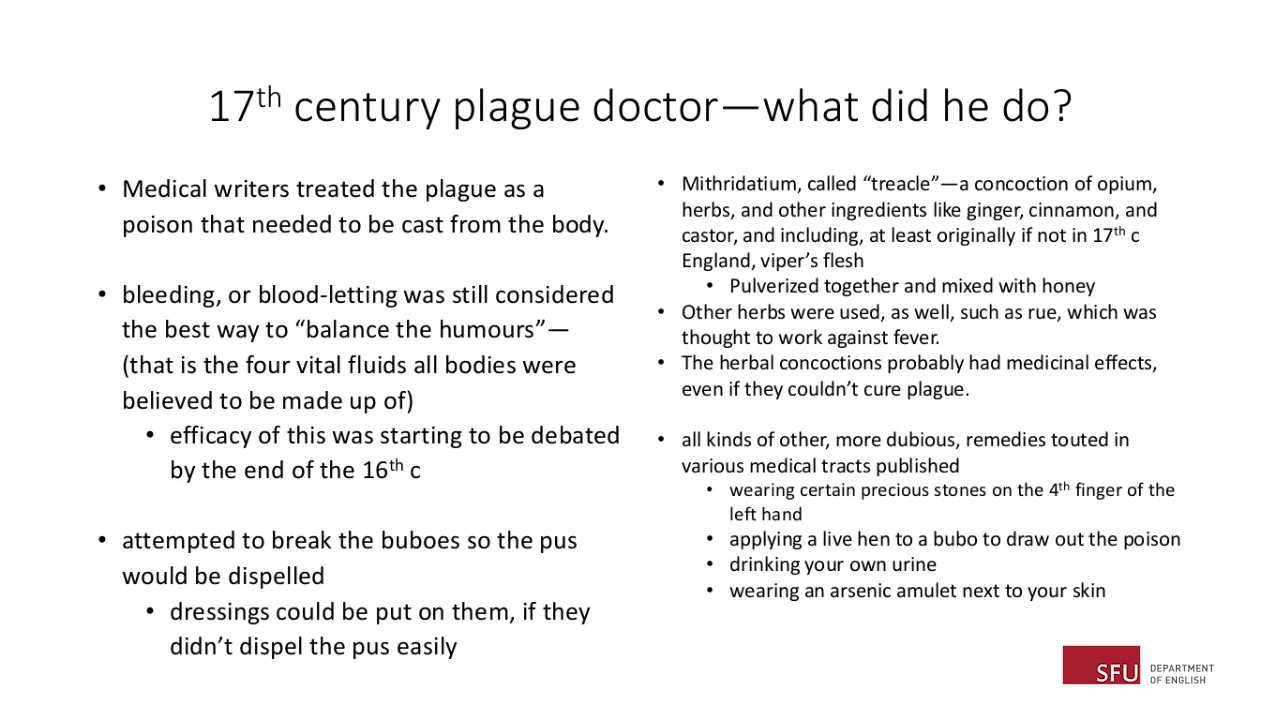 17th century plague doctor—what did he do?
• Medical writers treated the plague as a
poison that needed to be cast from the body.
• bleeding, or blood-letting was still considered
the best way to “balance the humours”—
(that is the four vital fluids all bodies were
believed to be made up of)
• efficacy of this was starting to be debated
by the end of the 16th c
• attempted to break the buboes so the pus
would be dispelled
• dressings could be put on them, if they
didn’t dispel the pus easily
• Mithridatium, called “treacle”—a concoction of opium,
herbs, and other ingredients like ginger, cinnamon, and
castor, and including, at least originally if not in 17th c
England, viper’s flesh
• Pulverized together and mixed with honey
• Other herbs were used, as well, such as rue, which was
thought to work against fever.
• The herbal concoctions probably had medicinal effects,
even if they couldn’t cure plague.
• all kinds of other, more dubious, remedies touted in
various medical tracts published
• wearing certain precious stones on the 4th finger of the
left hand
• applying a live hen to a bubo to draw out the poison
• drinking your own urine
• wearing an arsenic amulet next to your skin
SFU DEPARTMENT
OF ENGLISH